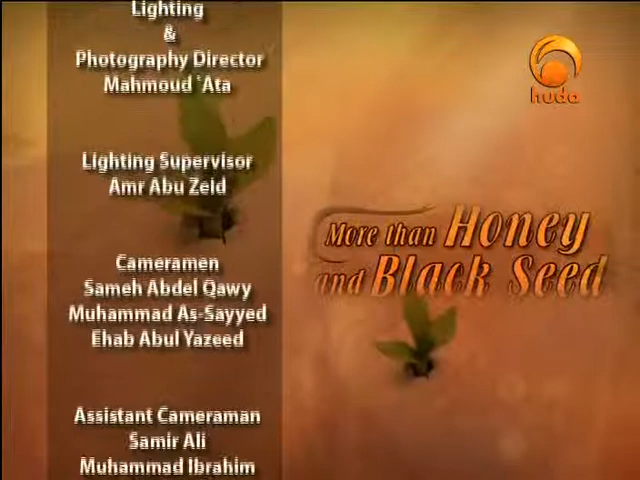 Lighting
&
Photography Director
Mahmoud `Ata
Lighting Supervisor
Amr Abu Zeid
Cameramen
Sameh Abdel Qawy
Muhammad As-Sayyed
Ehab Abul Yazeed
Assistant Cameraman
Samir Ali
Muhammad Ibrahim
huda
More than Honey
and Black Seed